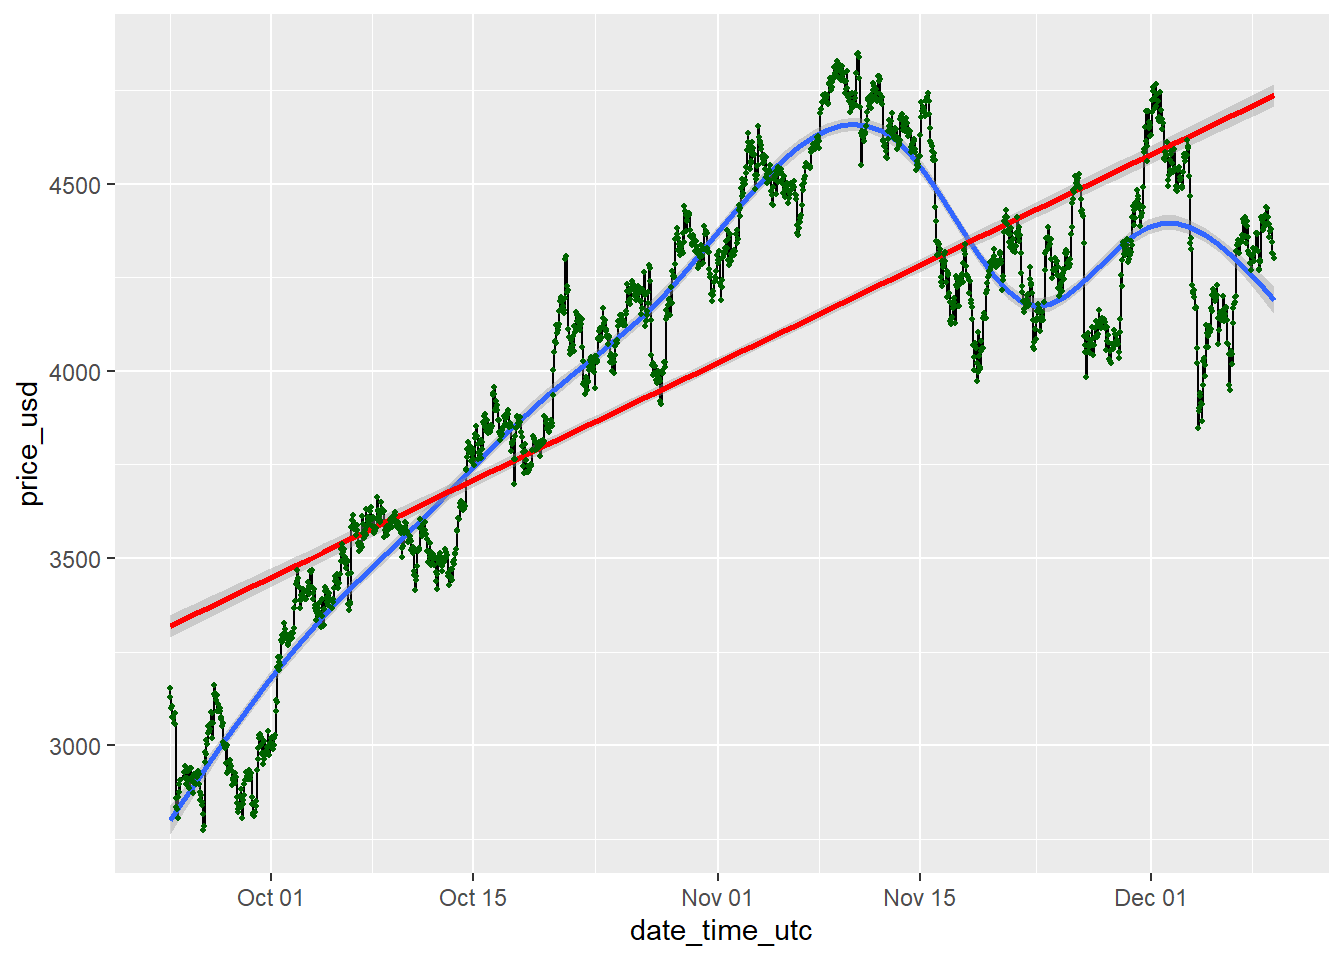 price_usd
4500
4000
3500
3000
Oct 01
Oct 15
Nov 01
Nov 15
Dec 01
date_time_utc